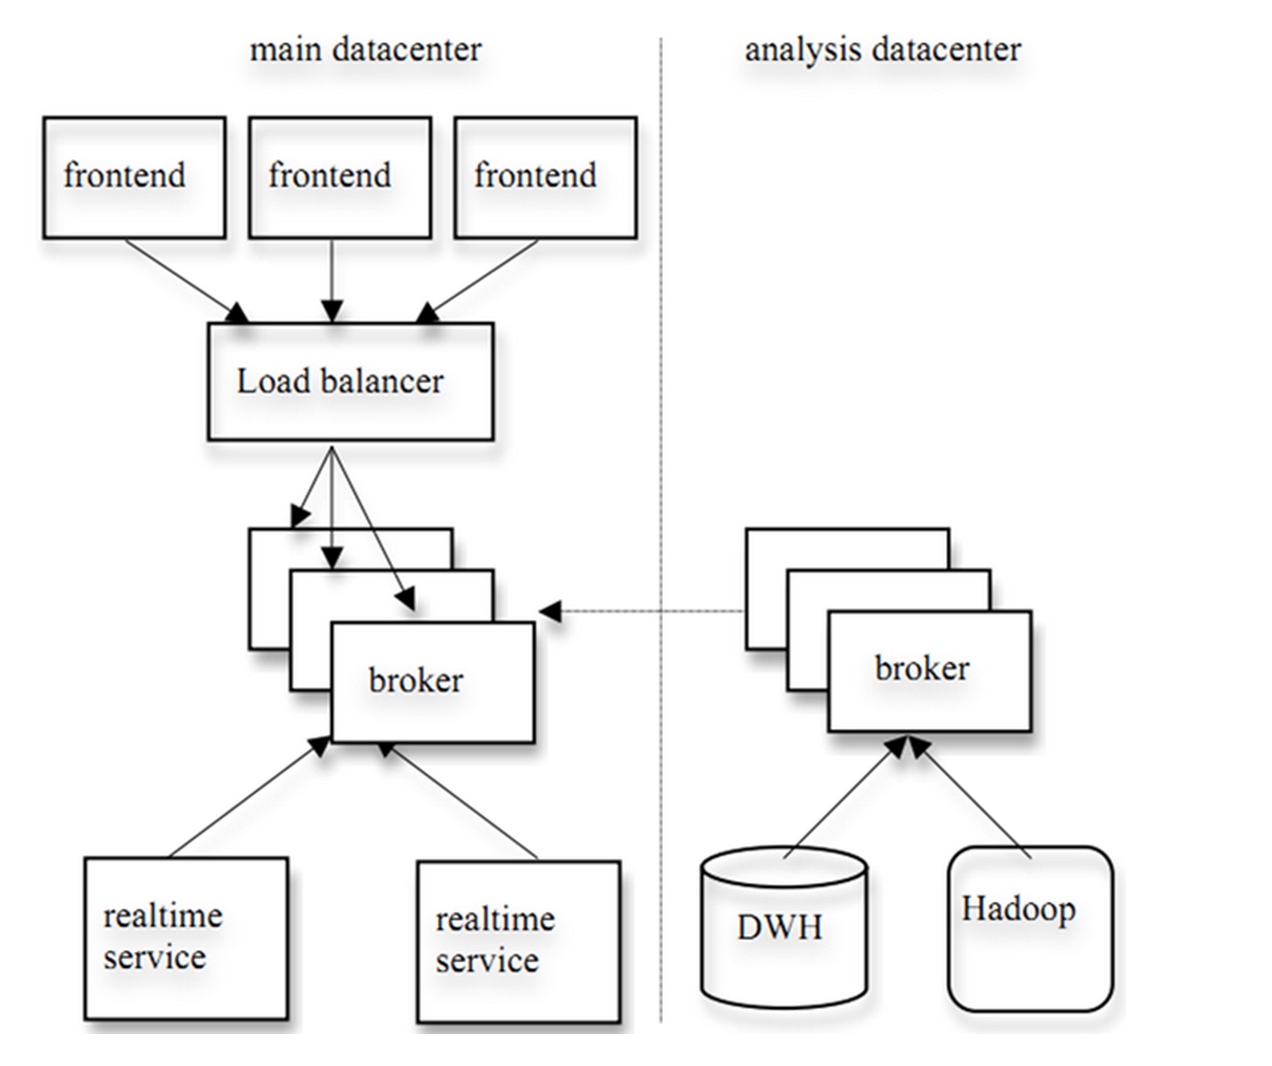 main datacenter
analysis datacenter
frontend
frontend
frontend
Load balancer
broker
broker
realtime
service
realtime
service
DWH
Hadoop